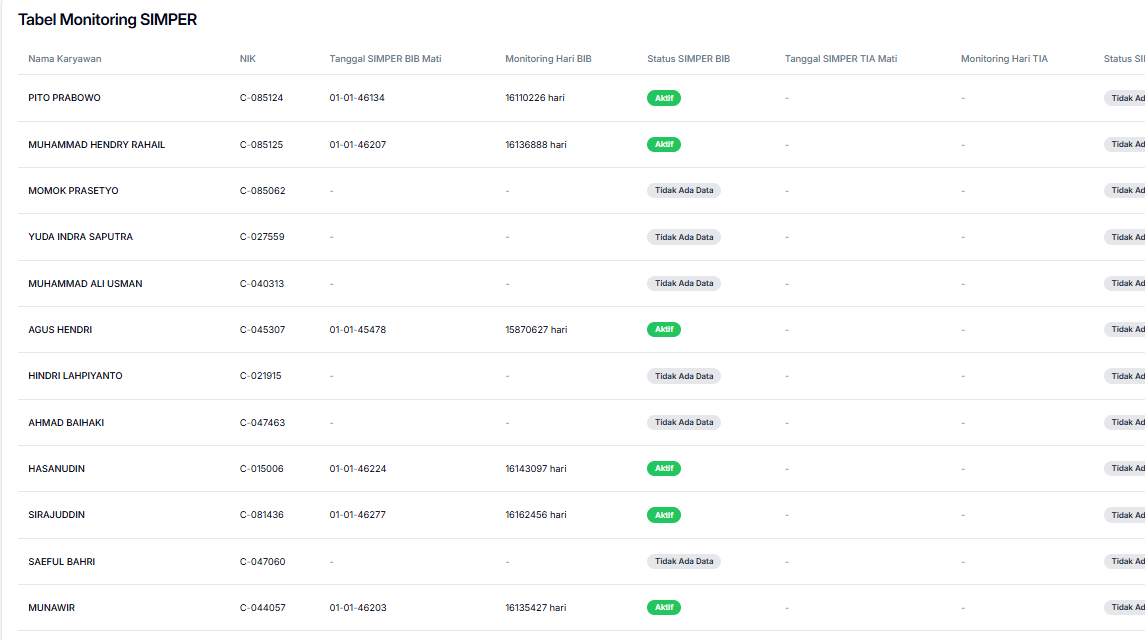 Tabel Monitoring SIMPER
Nama Karyawan NIK Tanggal SIMPER BIB Mati Monitoring Hari BIB Status SIMPER BIB Tanggal SIMPER TIA Mati Monitoring Hari TIA Status SI
PITO PRABOWO C-085124 01-01-46134 16110226 hari Aktif - - Tidak Ad
MUHAMMAD HENDRY RAHAIL C-085125 01-01-46207 16136888 hari Aktif - - Tidak Ad
MOMOK PRASETYO C-085062 - - Tidak Ada Data - - Tidak Ad
YUDA INDRA SAPUTRA C-027559 - - Tidak Ada Data - - Tidak Ad
MUHAMMAD ALI USMAN C-040313 - - Tidak Ada Data - - Tidak Ad
AGUS HENDRI C-045307 01-01-45478 15870627 hari Aktif - - Tidak Ad
HINDRI LAHPIYANTO C-021915 - - Tidak Ada Data - - Tidak Ad
AHMAD BAIHAKI C-047463 - - Tidak Ada Data - - Tidak Ad
HASANUDIN C-015006 01-01-46224 16143097 hari Aktif - - Tidak Ad
SIRAJUDDIN C-081436 01-01-46277 16162456 hari Aktif - - Tidak Ad
SAEFUL BAHRI C-047060 - - Tidak Ada Data - - Tidak Ad
MUNAWIR C-044057 01-01-46203 16135427 hari Aktif - - Tidak Ad